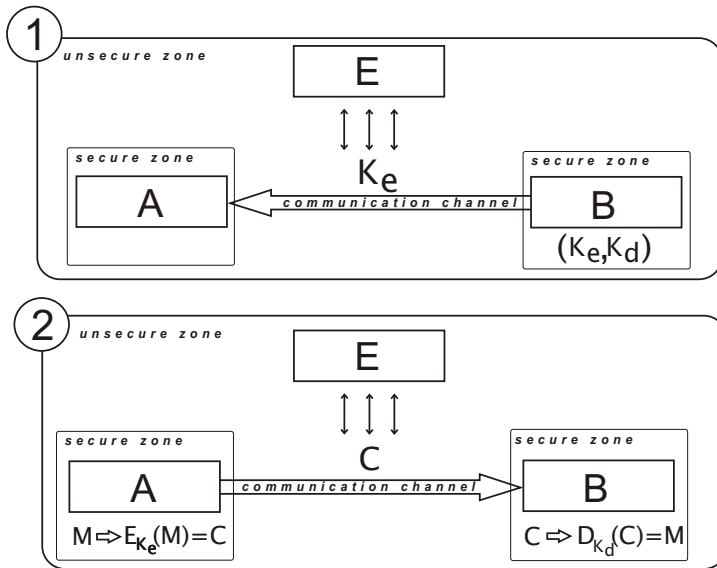 1
unsecure zone
E
secure zone
secure zone
A
Ke
B
communication channel
(Ke,Kd)
2
unsecure zone
E
secure zone
secure zone
A
C
B
communication channel
M⇨EKe(M)=C
C⇨DKd(C)=M